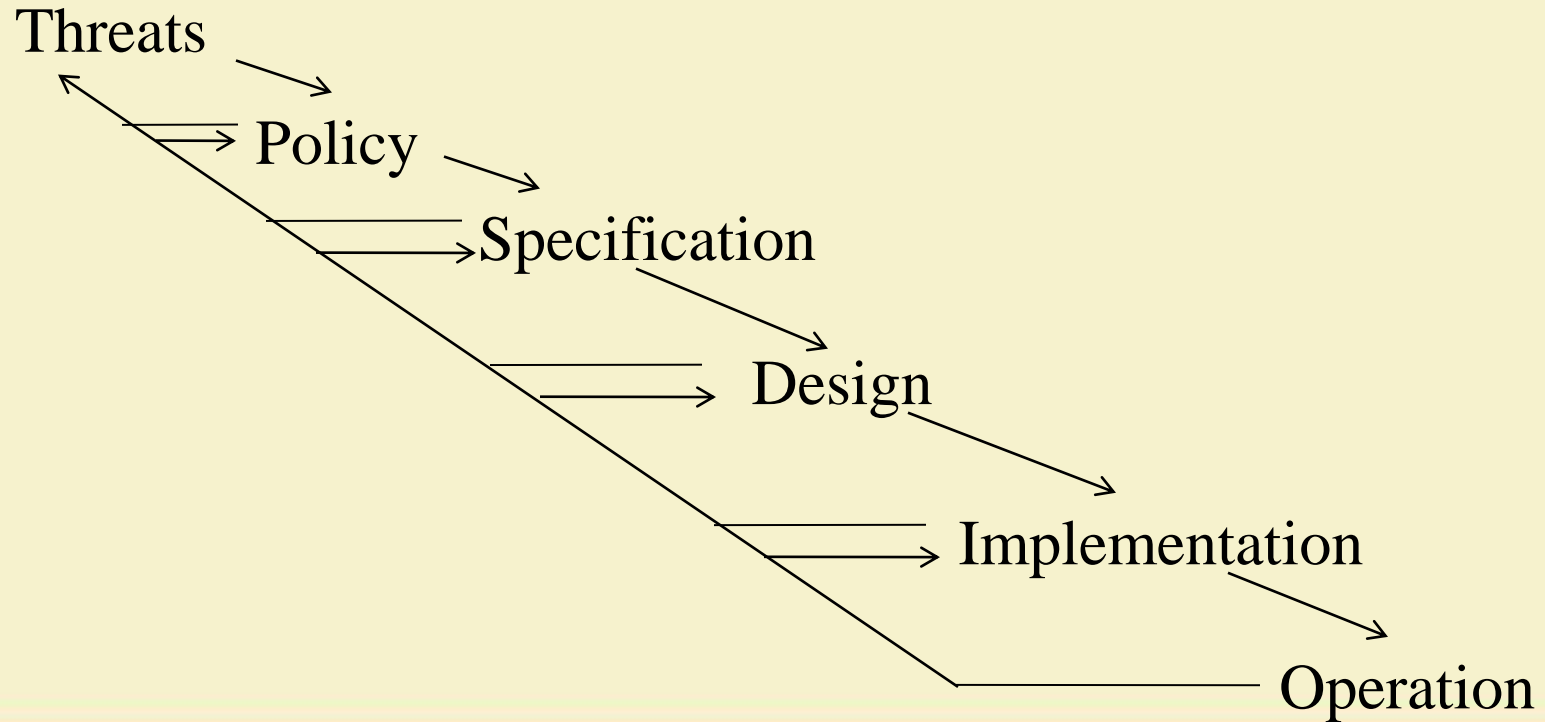 Threats
Policy
Specification
Design
Implementation
Operation